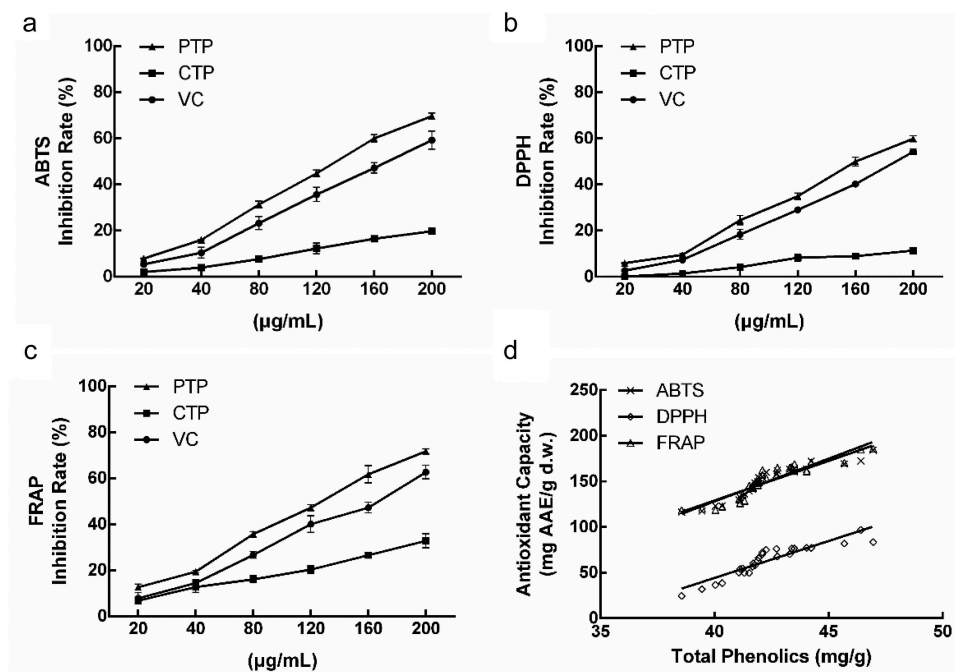 a
PTP
CTP
VC
ABTS
Inhibition Rate (%)
100
80
60
40
20
0
20 40 80 120 160 200
(μg/mL)
b
PTP
CTP
VC
DPPH
Inhibition Rate (%)
100
80
60
40
20
0
20 40 80 120 160 200
(μg/mL)
c
PTP
CTP
VC
FRAP
Inhibition Rate (%)
100
80
60
40
20
0
20 40 80 120 160 200
(μg/mL)
d
ABTS
DPPH
FRAP
Antioxidant Capacity
(mg AAE/g d.w.)
250
200
150
100
50
0
35 40 45 50
Total Phenolics (mg/g)